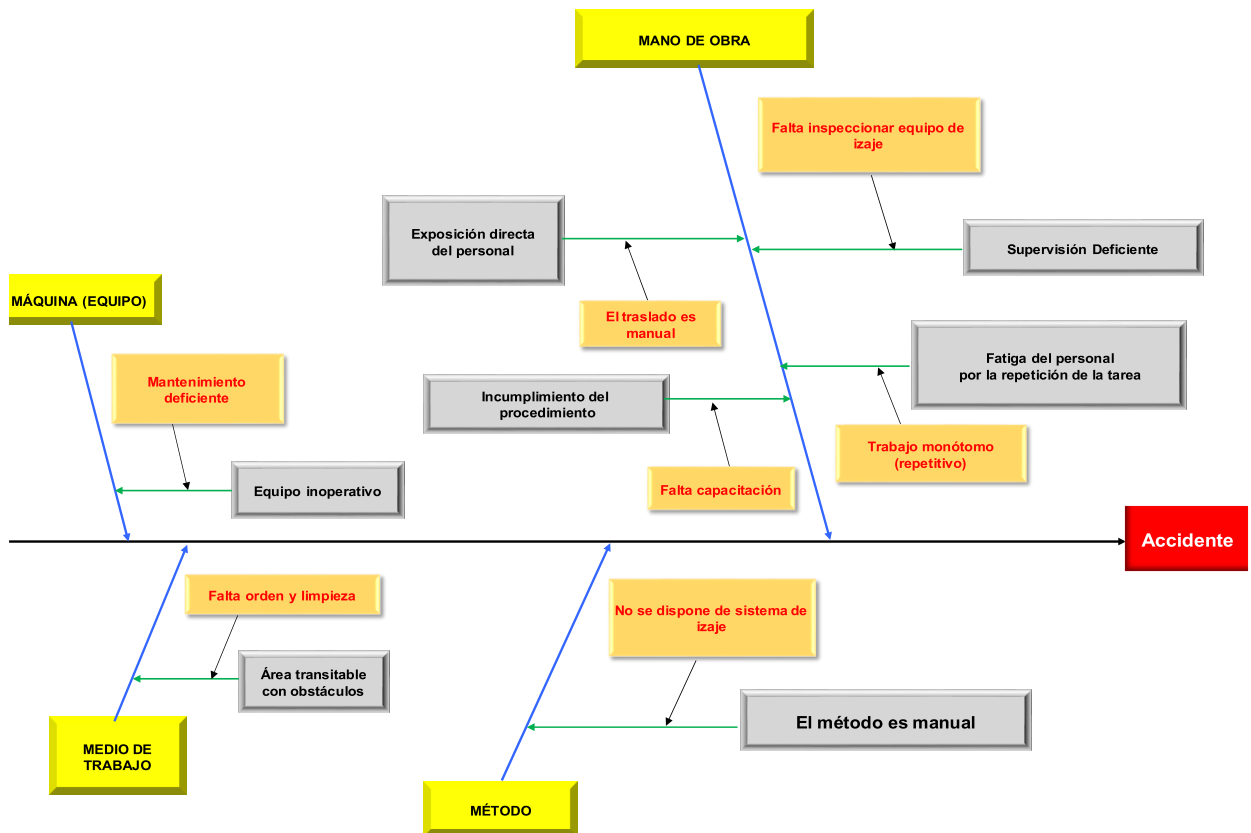 MANO DE OBRA
Falta inspeccionar equipo de
izaje
Exposición directa
del personal
Supervisión Deficiente
MÁQUINA (EQUIPO)
El traslado es
manual
Fatiga del personal
por la repetición de la tarea
Mantenimiento
deficiente
Incumplimiento del
procedimiento
Trabajo monótomo
(repetitivo)
Falta capacitación
Equipo inoperativo
Accidente
Falta orden y limpieza
No se dispone de sistema de
izaje
Área transitable
con obstáculos
El método es manual
MEDIO DE
TRABAJO
MÉTODO